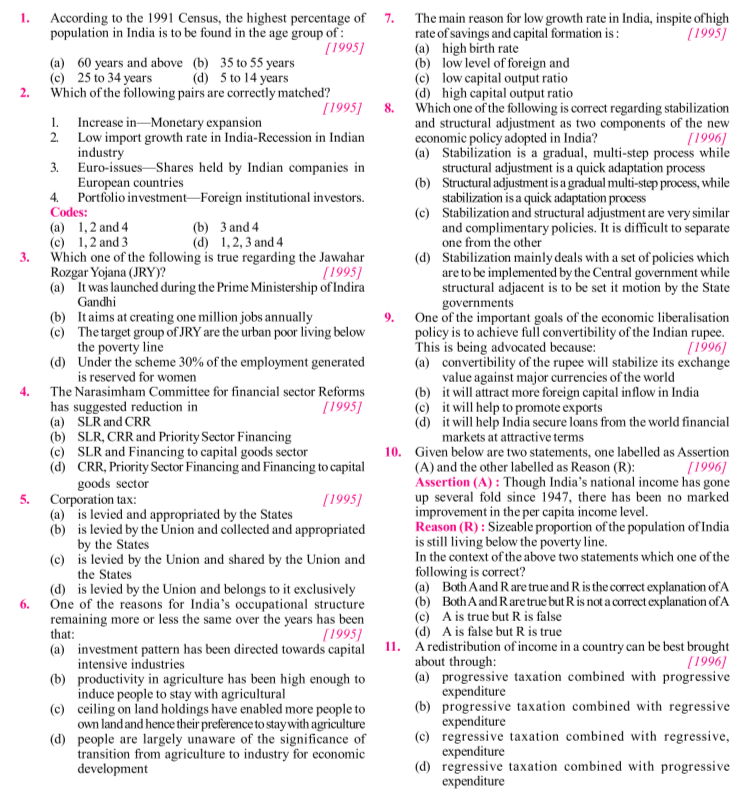 1. According to the 1991 Census, the highest percentage of
population in India is to be found in the age group of :
[1995]
(a) 60 years and above (b) 35 to 55 years
(c) 25 to 34 years (d) 5 to 14 years
2. Which of the following pairs are correctly matched?
[1995]
1. Increase in—Monetary expansion
2. Low import growth rate in India-Recession in Indian
industry
3. Euro-issues—Shares held by Indian companies in
European countries
4. Portfolio investment—Foreign institutional investors.
Codes:
(a) 1, 2 and 4 (b) 3 and 4
(c) 1, 2 and 3 (d) 1, 2, 3 and 4
3. Which one of the following is true regarding the Jawahar
Rozgar Yojana (JRY)? [1995]
(a) It was launched during the Prime Ministership of Indira
Gandhi
(b) It aims at creating one million jobs annually
(c) The target group of JRY are the urban poor living below
the poverty line
(d) Under the scheme 30% of the employment generated
is reserved for women
4. The Narasimham Committee for financial sector Reforms
has suggested reduction in [1995]
(a) SLR and CRR
(b) SLR, CRR and Priority Sector Financing
(c) SLR and Financing to capital goods sector
(d) CRR, Priority Sector Financing and Financing to capital
goods sector
5. Corporation tax: [1995]
(a) is levied and appropriated by the States
(b) is levied by the Union and collected and appropriated
by the States
(c) is levied by the Union and shared by the Union and
the States
(d) is levied by the Union and belongs to it exclusively
6. One of the reasons for India's occupational structure
remaining more or less the same over the years has been
that: [1995]
(a) investment pattern has been directed towards capital
intensive industries
(b) productivity in agriculture has been high enough to
induce people to stay with agricultural
(c) ceiling on land holdings have enabled more people to
own land and hence their preference to stay with agriculture
(d) people are largely unaware of the significance of
transition from agriculture to industry for economic
development
7. The main reason for low growth rate in India, inspite of high
rate of savings and capital formation is : [1995]
(a) high birth rate
(b) low level of foreign and
(c) low capital output ratio
(d) high capital output ratio
8. Which one of the following is correct regarding stabilization
and structural adjustment as two components of the new
economic policy adopted in India? [1996]
(a) Stabilization is a gradual, multi-step process while
structural adjustment is a quick adaptation process
(b) Structural adjustment is a gradual multi-step process, while
stabilization is a quick adaptation process
(c) Stabilization and structural adjustment are very similar
and complimentary policies. It is difficult to separate
one from the other
(d) Stabilization mainly deals with a set of policies which
are to be implemented by the Central government while
structural adjacent is to be set it motion by the State
governments
9. One of the important goals of the economic liberalisation
policy is to achieve full convertibility of the Indian rupee.
This is being advocated because: [1996]
(a) convertibility of the rupee will stabilize its exchange
value against major currencies of the world
(b) it will attract more foreign capital inflow in India
(c) it will help to promote exports
(d) it will help India secure loans from the world financial
markets at attractive terms
10. Given below are two statements, one labelled as Assertion
(A) and the other labelled as Reason (R): [1996]
Assertion (A) : Though India's national income has gone
up several fold since 1947, there has been no marked
improvement in the per capita income level.
Reason (R) : Sizeable proportion of the population of India
is still living below the poverty line.
In the context of the above two statements which one of the
following is correct?
(a) Both A and R are true and R is the correct explanation of A
(b) Both A and R are true but R is not a correct explanation of A
(c) A is true but R is false
(d) A is false but R is true
11. A redistribution of income in a country can be best brought
about through: [1996]
(a) progressive taxation combined with progressive
expenditure
(b) progressive taxation combined with regressive
expenditure
(c) regressive taxation combined with regressive,
expenditure
(d) regressive taxation combined with progressive
expenditure